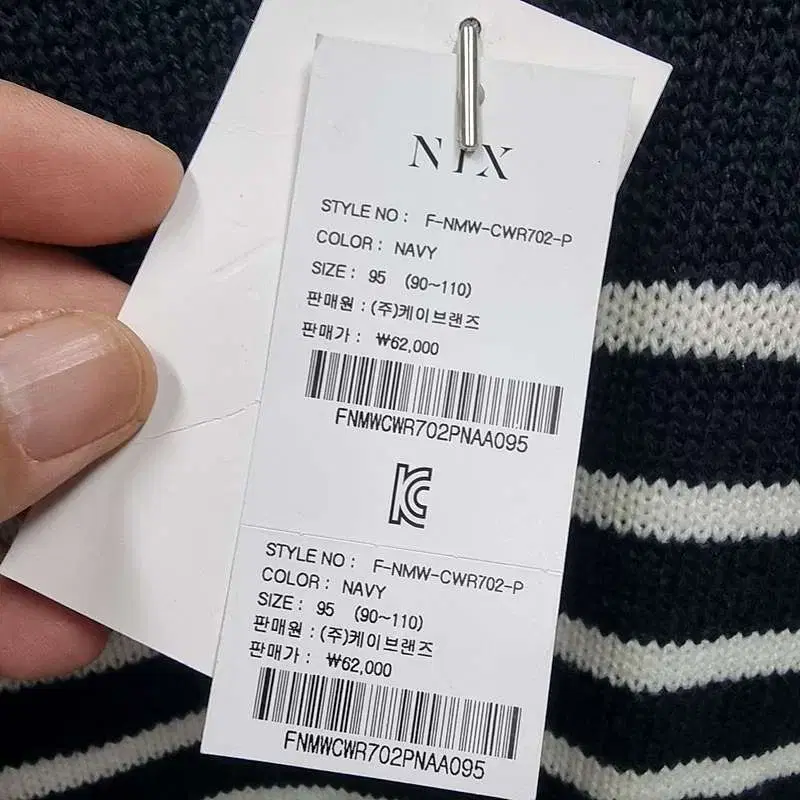 NIX
STYLE NO : F-NMW-CWR702-P
COLOR : NAVY
SIZE : 95 (90~110)
판매원 : (주)케이브랜즈
판매가 : ₩62,000
FNMWCWR702PNAA095
KC
STYLE NO : F-NMW-CWR702-P
COLOR : NAVY
SIZE : 95 (90~110)
판매원 : (주)케이브랜즈
판매가 : ₩62,000
FNMWCWR702PNAA095